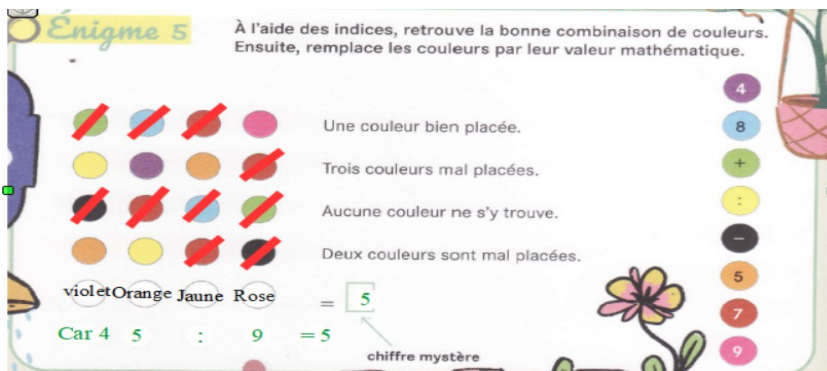 Énigme 5
À l'aide des indices, retrouve la bonne combinaison de couleurs.
Ensuite, remplace les couleurs par leur valeur mathématique.
4
Une couleur bien placée.
8
Trois couleurs mal placées.
+
:
Aucune couleur ne s'y trouve.
−
Deux couleurs sont mal placées.
5
violet Orange Jaune Rose = 5
7
Car 4 5 : 9 = 5
9
chiffre mystère